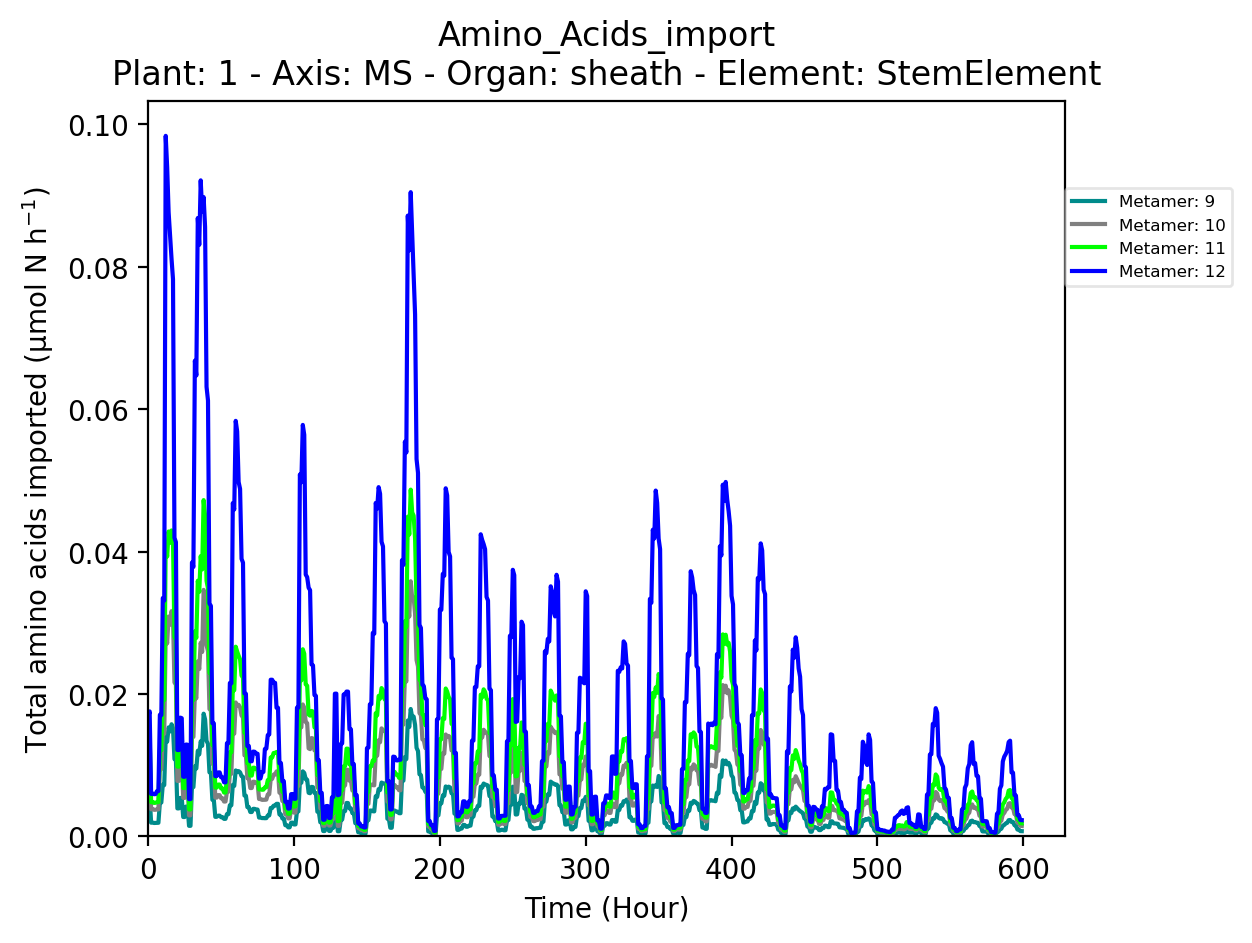 Amino_Acids_import
Plant: 1 - Axis: MS - Organ: sheath - Element: StemElement
Total amino acids imported (µmol N h⁻¹)
0.10
0.08
0.06
0.04
0.02
0.00
0
100
200
300
400
500
600
Time (Hour)
Metamer: 9
Metamer: 10
Metamer: 11
Metamer: 12